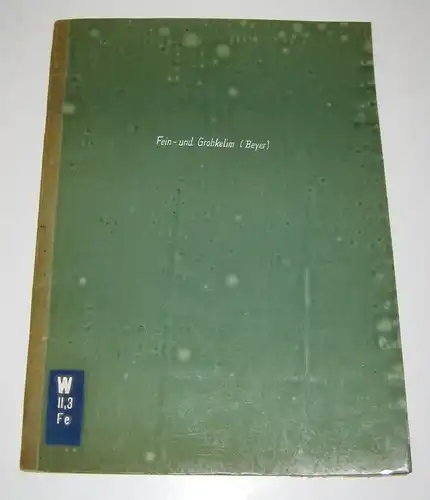 Fein- und Grobkelim (Beyer)
W
II,3
Fe